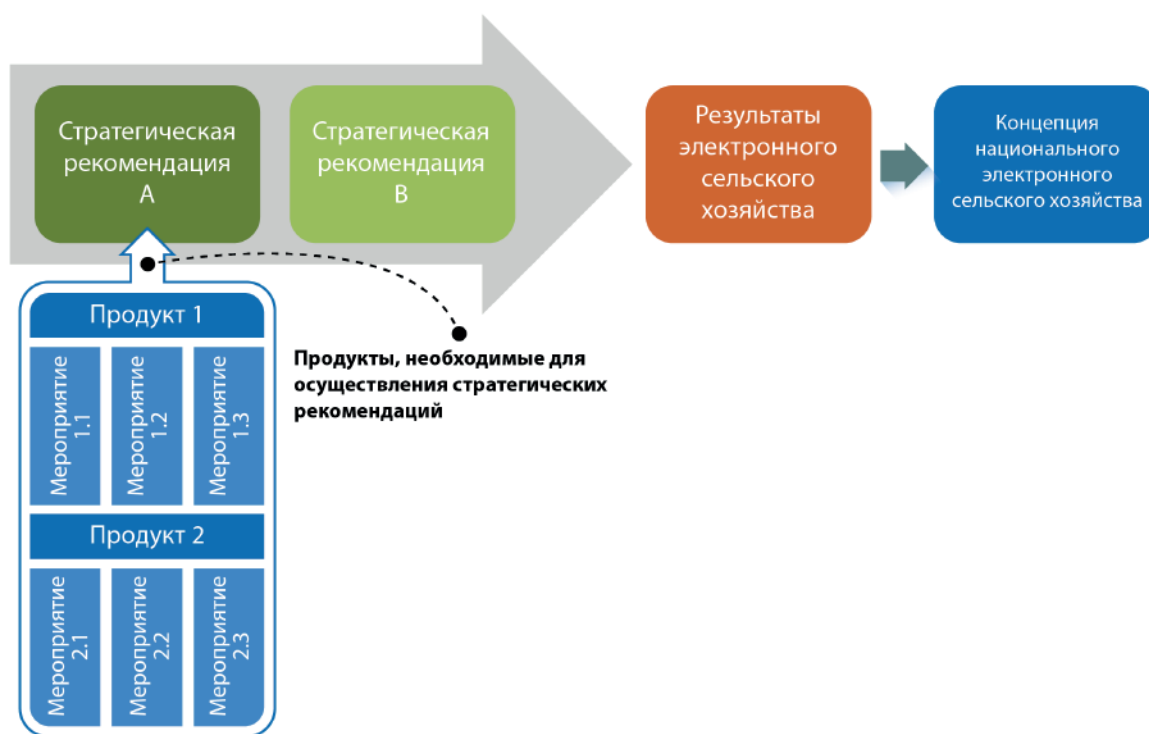 Стратегическая
рекомендация
А
Стратегическая
рекомендация
В
Результаты
электронного
сельского
хозяйства
Концепция
национального
электронного
сельского хозяйства
Продукт 1
Мероприятие
1.1
Мероприятие
1.2
Мероприятие
1.3
Продукты, необходимые для
осуществления стратегических
рекомендаций
Продукт 2
Мероприятие
2.1
Мероприятие
2.2
Мероприятие
2.3